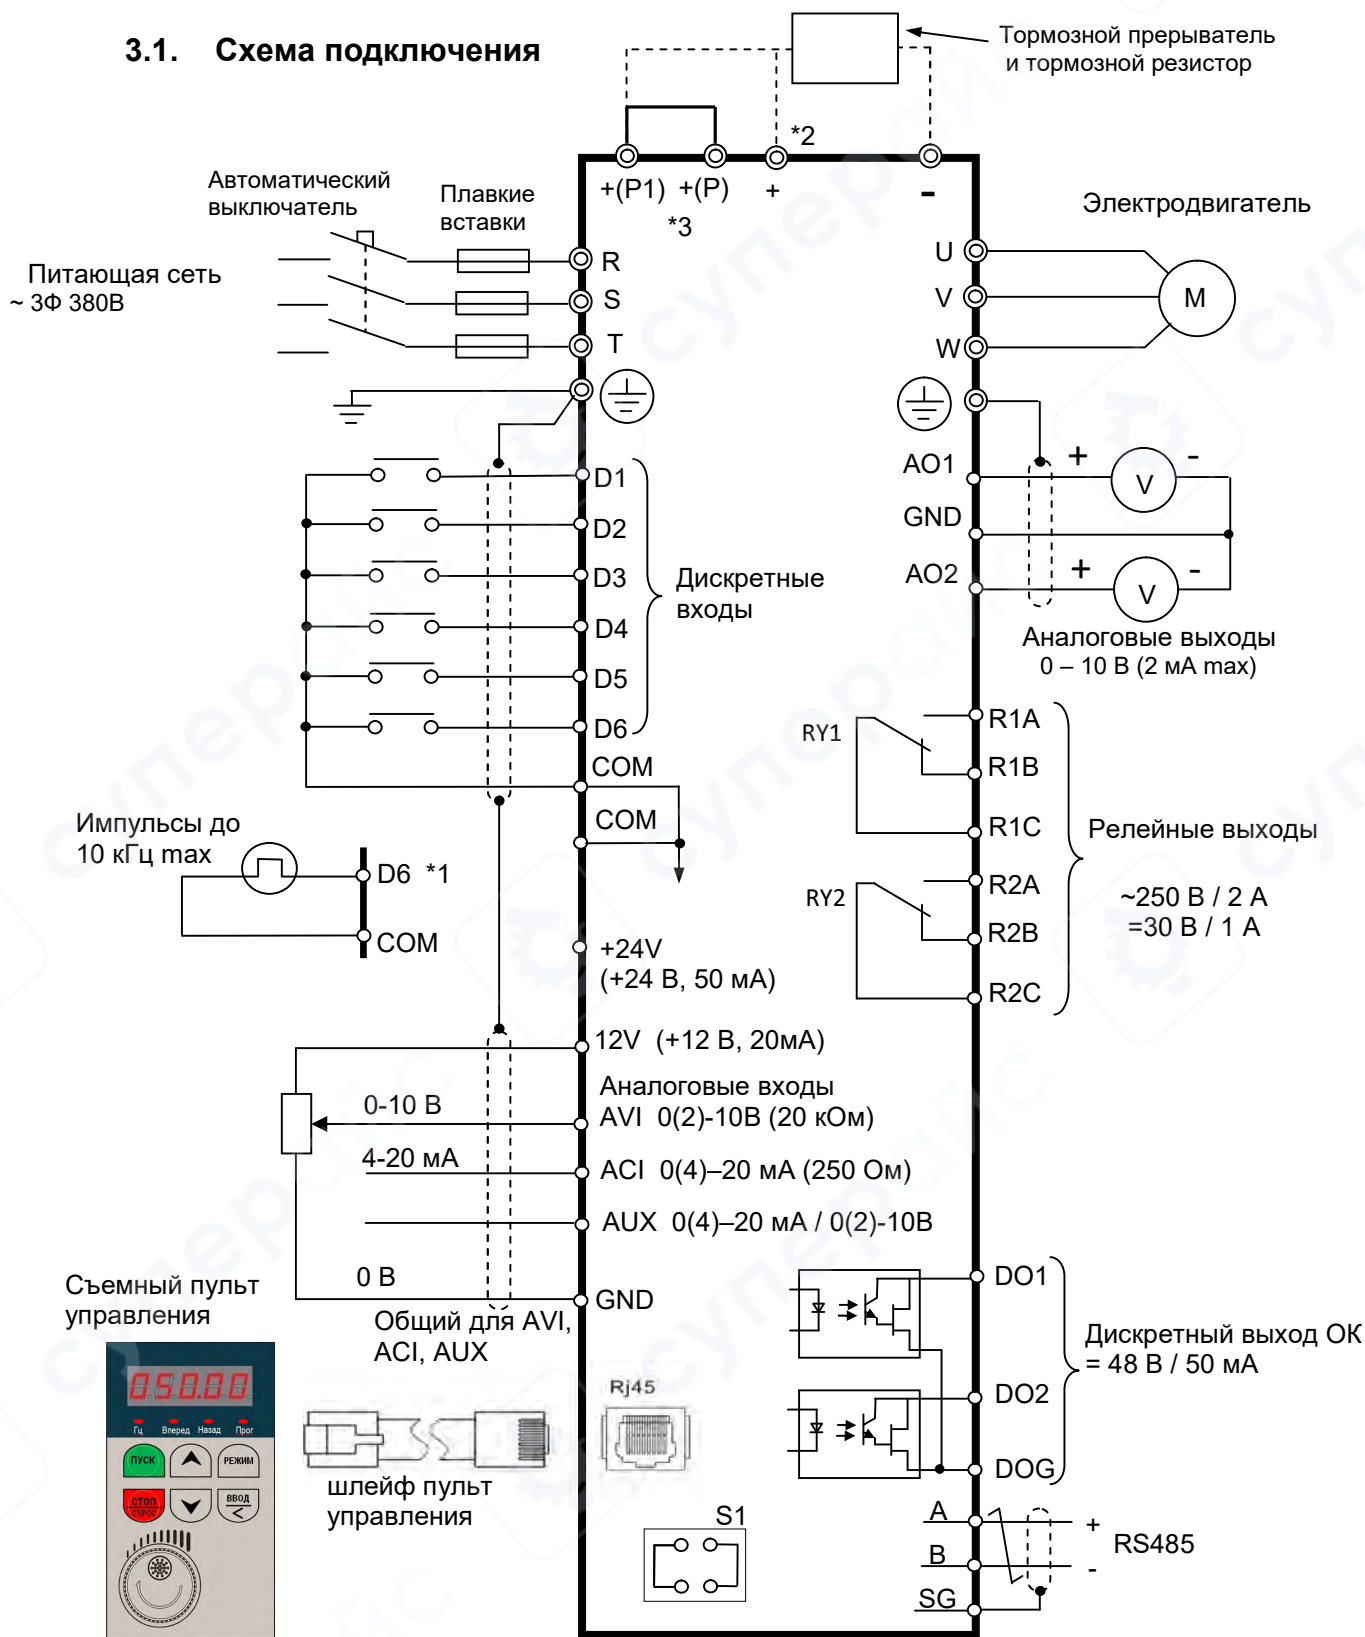 3.1. Схема подключения
Тормозной прерыватель
и тормозной резистор
*2
+(P1) +(P) + -
*3
Автоматический
выключатель
Плавкие
вставки
Электродвигатель
Питающая сеть
~ 3Ф 380В
R
S
T
U
V
W
M
D1
D2
D3
D4
D5
D6
Дискретные
входы
COM
COM
AO1
GND
AO2
+ -
V
+ -
V
Аналоговые выходы
0 – 10 В (2 мА max)
RY1
R1A
R1B
R1C
RY2
R2A
R2B
R2C
Релейные выходы
~250 В / 2 А
=30 В / 1 А
Импульсы до
10 кГц max
D6 *1
COM
+24V
(+24 В, 50 мА)
12V (+12 В, 20мА)
Аналоговые входы
0-10 В
AVI 0(2)-10В (20 кОм)
4-20 мА
ACI 0(4)–20 мА (250 Ом)
AUX 0(4)–20 мА / 0(2)-10В
0 В
GND
Общий для AVI,
ACI, AUX
Съемный пульт
управления
05000
Гц Вперед Назад Прог
ПУСК
РЕЖИМ
СТОП
СБРОС
ВВОД
<
Rj45
шлейф пульт
управления
S1
DO1
DO2
DOG
Дискретный выход ОК
= 48 В / 50 мА
A
B
SG
+
-
RS485
суперайс